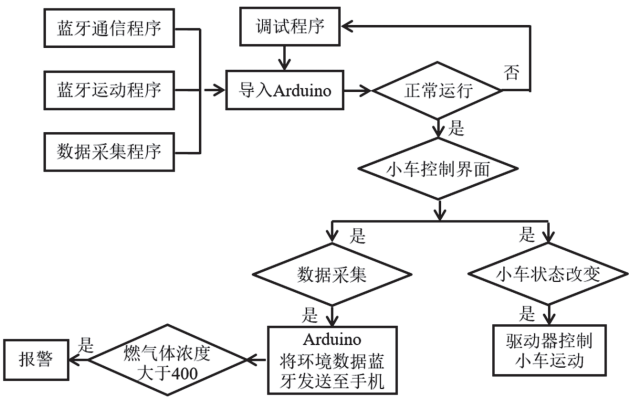 蓝牙通信程序
调试程序
蓝牙运动程序
导入Arduino
正常运行
否
数据采集程序
是
小车控制界面
是
是
数据采集
小车状态改变
是
是
报警
是
燃气体浓度
大于400
Arduino
将环境数据蓝
牙发送至手机
驱动器控制
小车运动